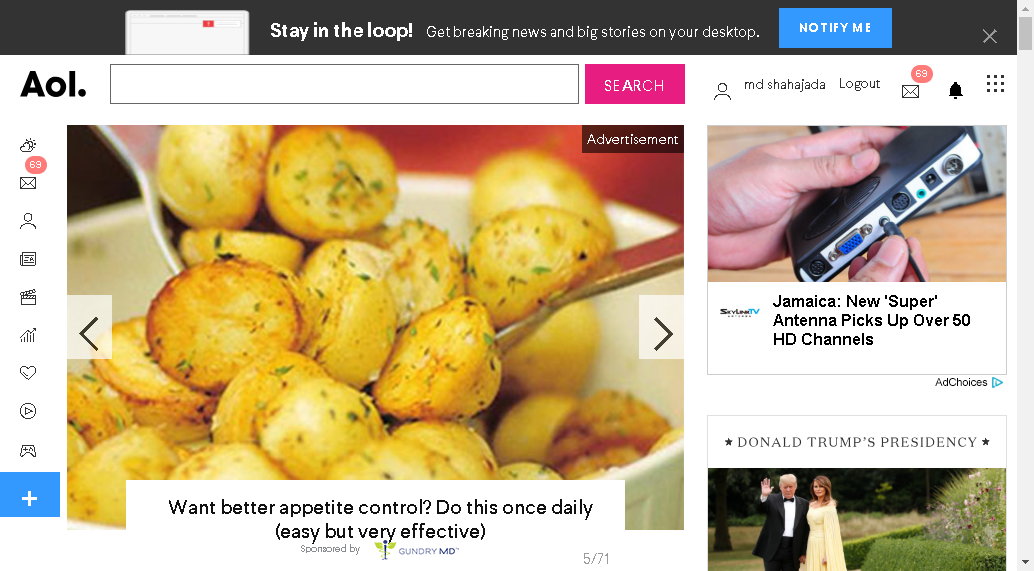 Stay in the loop! Get breaking news and big stories on your desktop.
NOTIFY ME
Aol.
SEARCH
md shahajada
Logout
69
69
Advertisement
Want better appetite control? Do this once daily
(easy but very effective)
Sponsored by
GUNDRY MD™
5/71
SKYLINKTV
ANTENNA
Jamaica: New 'Super'
Antenna Picks Up Over 50
HD Channels
AdChoices
★ DONALD TRUMP'S PRESIDENCY ★